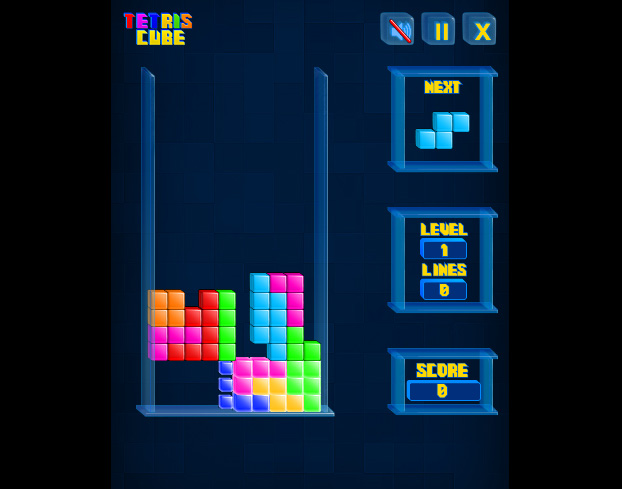 TETRIS
CUBE
X
NEXT
LEVEL
1
LINES
0
SCORE
0